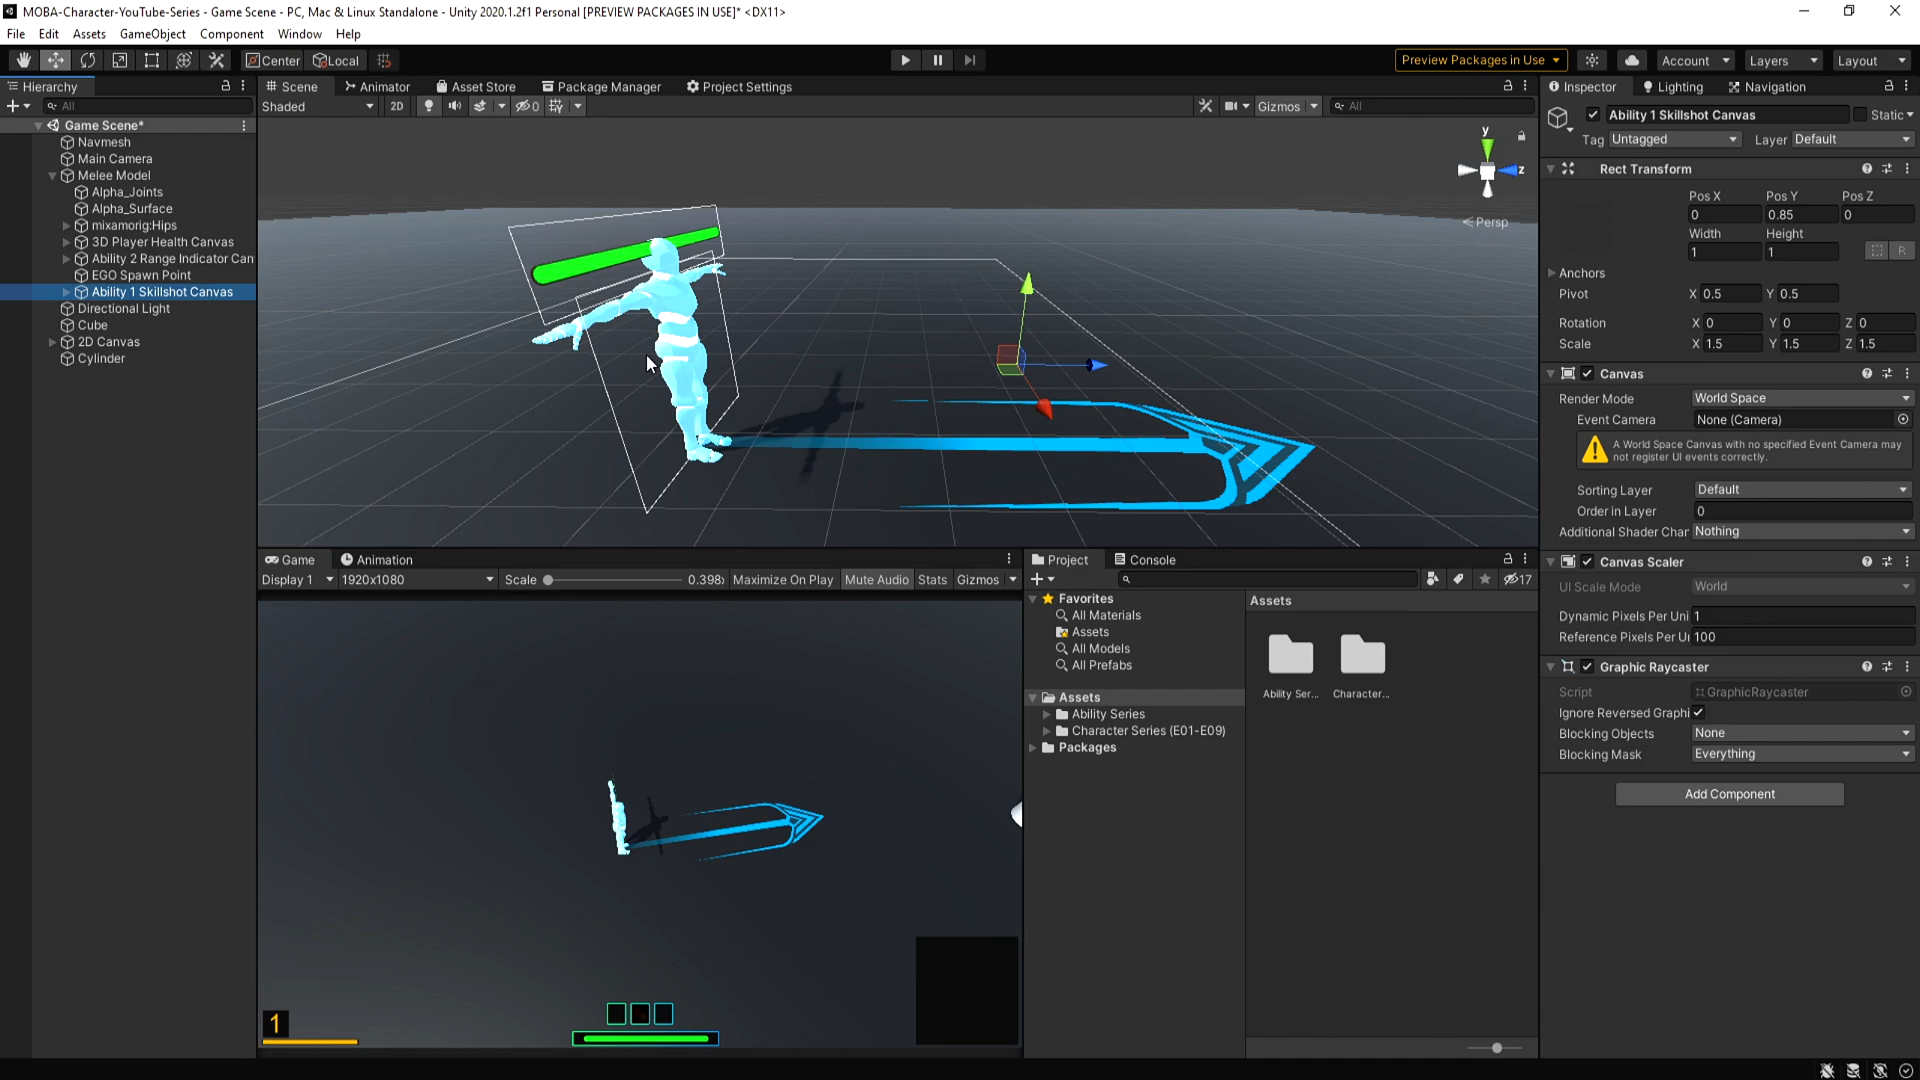 MOBA-Character-YouTube-Series - Game Scene - PC, Mac & Linux Standalone - Unity 2020.1.2f1 Personal [PREVIEW PACKAGES IN USE]* <DX11>
File Edit Assets GameObject Component Window Help
Center Local Preview Packages in Use Account Layers Layout
Hierarchy
All
Game Scene*
Navmesh
Main Camera
Melee Model
Alpha_Joints
Alpha_Surface
mixamorig:Hips
3D Player Health Canvas
Ability 2 Range Indicator Can
EGO Spawn Point
Ability 1 Skillshot Canvas
Directional Light
Cube
2D Canvas
Cylinder
Scene Animator Asset Store Package Manager Project Settings
Shaded 2D 0 Gizmos All
y
z
Persp
Game Animation
Display 1 1920x1080 Scale 0.398x Maximize On Play Mute Audio Stats Gizmos
1
Project Console
17
Favorites
All Materials
Assets
All Models
All Prefabs
Assets
Ability Series
Character Series (E01-E09)
Packages
Assets
Ability Ser... Character...
Inspector Lighting Navigation
Ability 1 Skillshot Canvas Static
Tag Untagged Layer Default
Rect Transform
Pos X Pos Y Pos Z
0 0.85 0
Width Height
1 1 R
Anchors
Pivot X 0.5 Y 0.5
Rotation X 0 Y 0 Z 0
Scale X 1.5 Y 1.5 Z 1.5
Canvas
Render Mode World Space
Event Camera None (Camera)
A World Space Canvas with no specified Event Camera may
not register UI events correctly.
Sorting Layer Default
Order in Layer 0
Additional Shader Char Nothing
Canvas Scaler
UI Scale Mode World
Dynamic Pixels Per Uni 1
Reference Pixels Per U 100
Graphic Raycaster
Script GraphicRaycaster
Ignore Reversed Graphi
Blocking Objects None
Blocking Mask Everything
Add Component